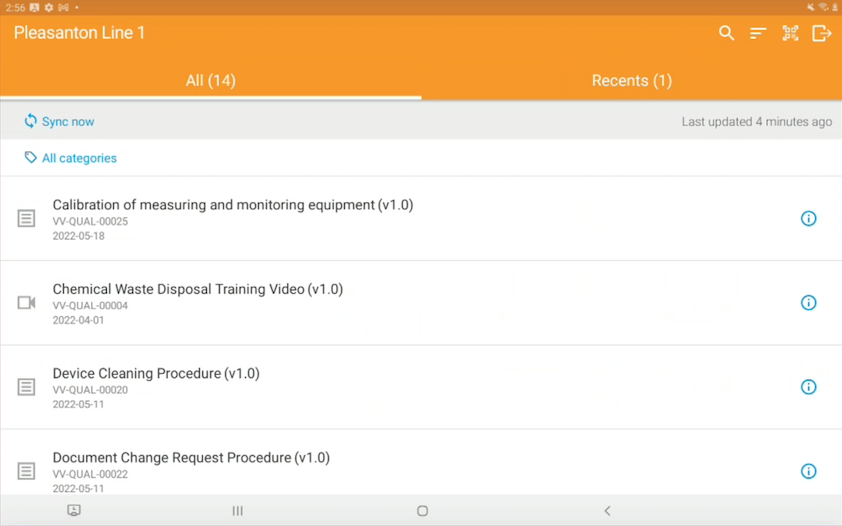 2:56
Pleasanton Line 1
All (14)
Recents (1)
Sync now
Last updated 4 minutes ago
All categories
Calibration of measuring and monitoring equipment (v1.0)
VV-QUAL-00025
2022-05-18
Chemical Waste Disposal Training Video (v1.0)
VV-QUAL-00004
2022-04-01
Device Cleaning Procedure (v1.0)
VV-QUAL-00020
2022-05-11
Document Change Request Procedure (v1.0)
VV-QUAL-00022
2022-05-11